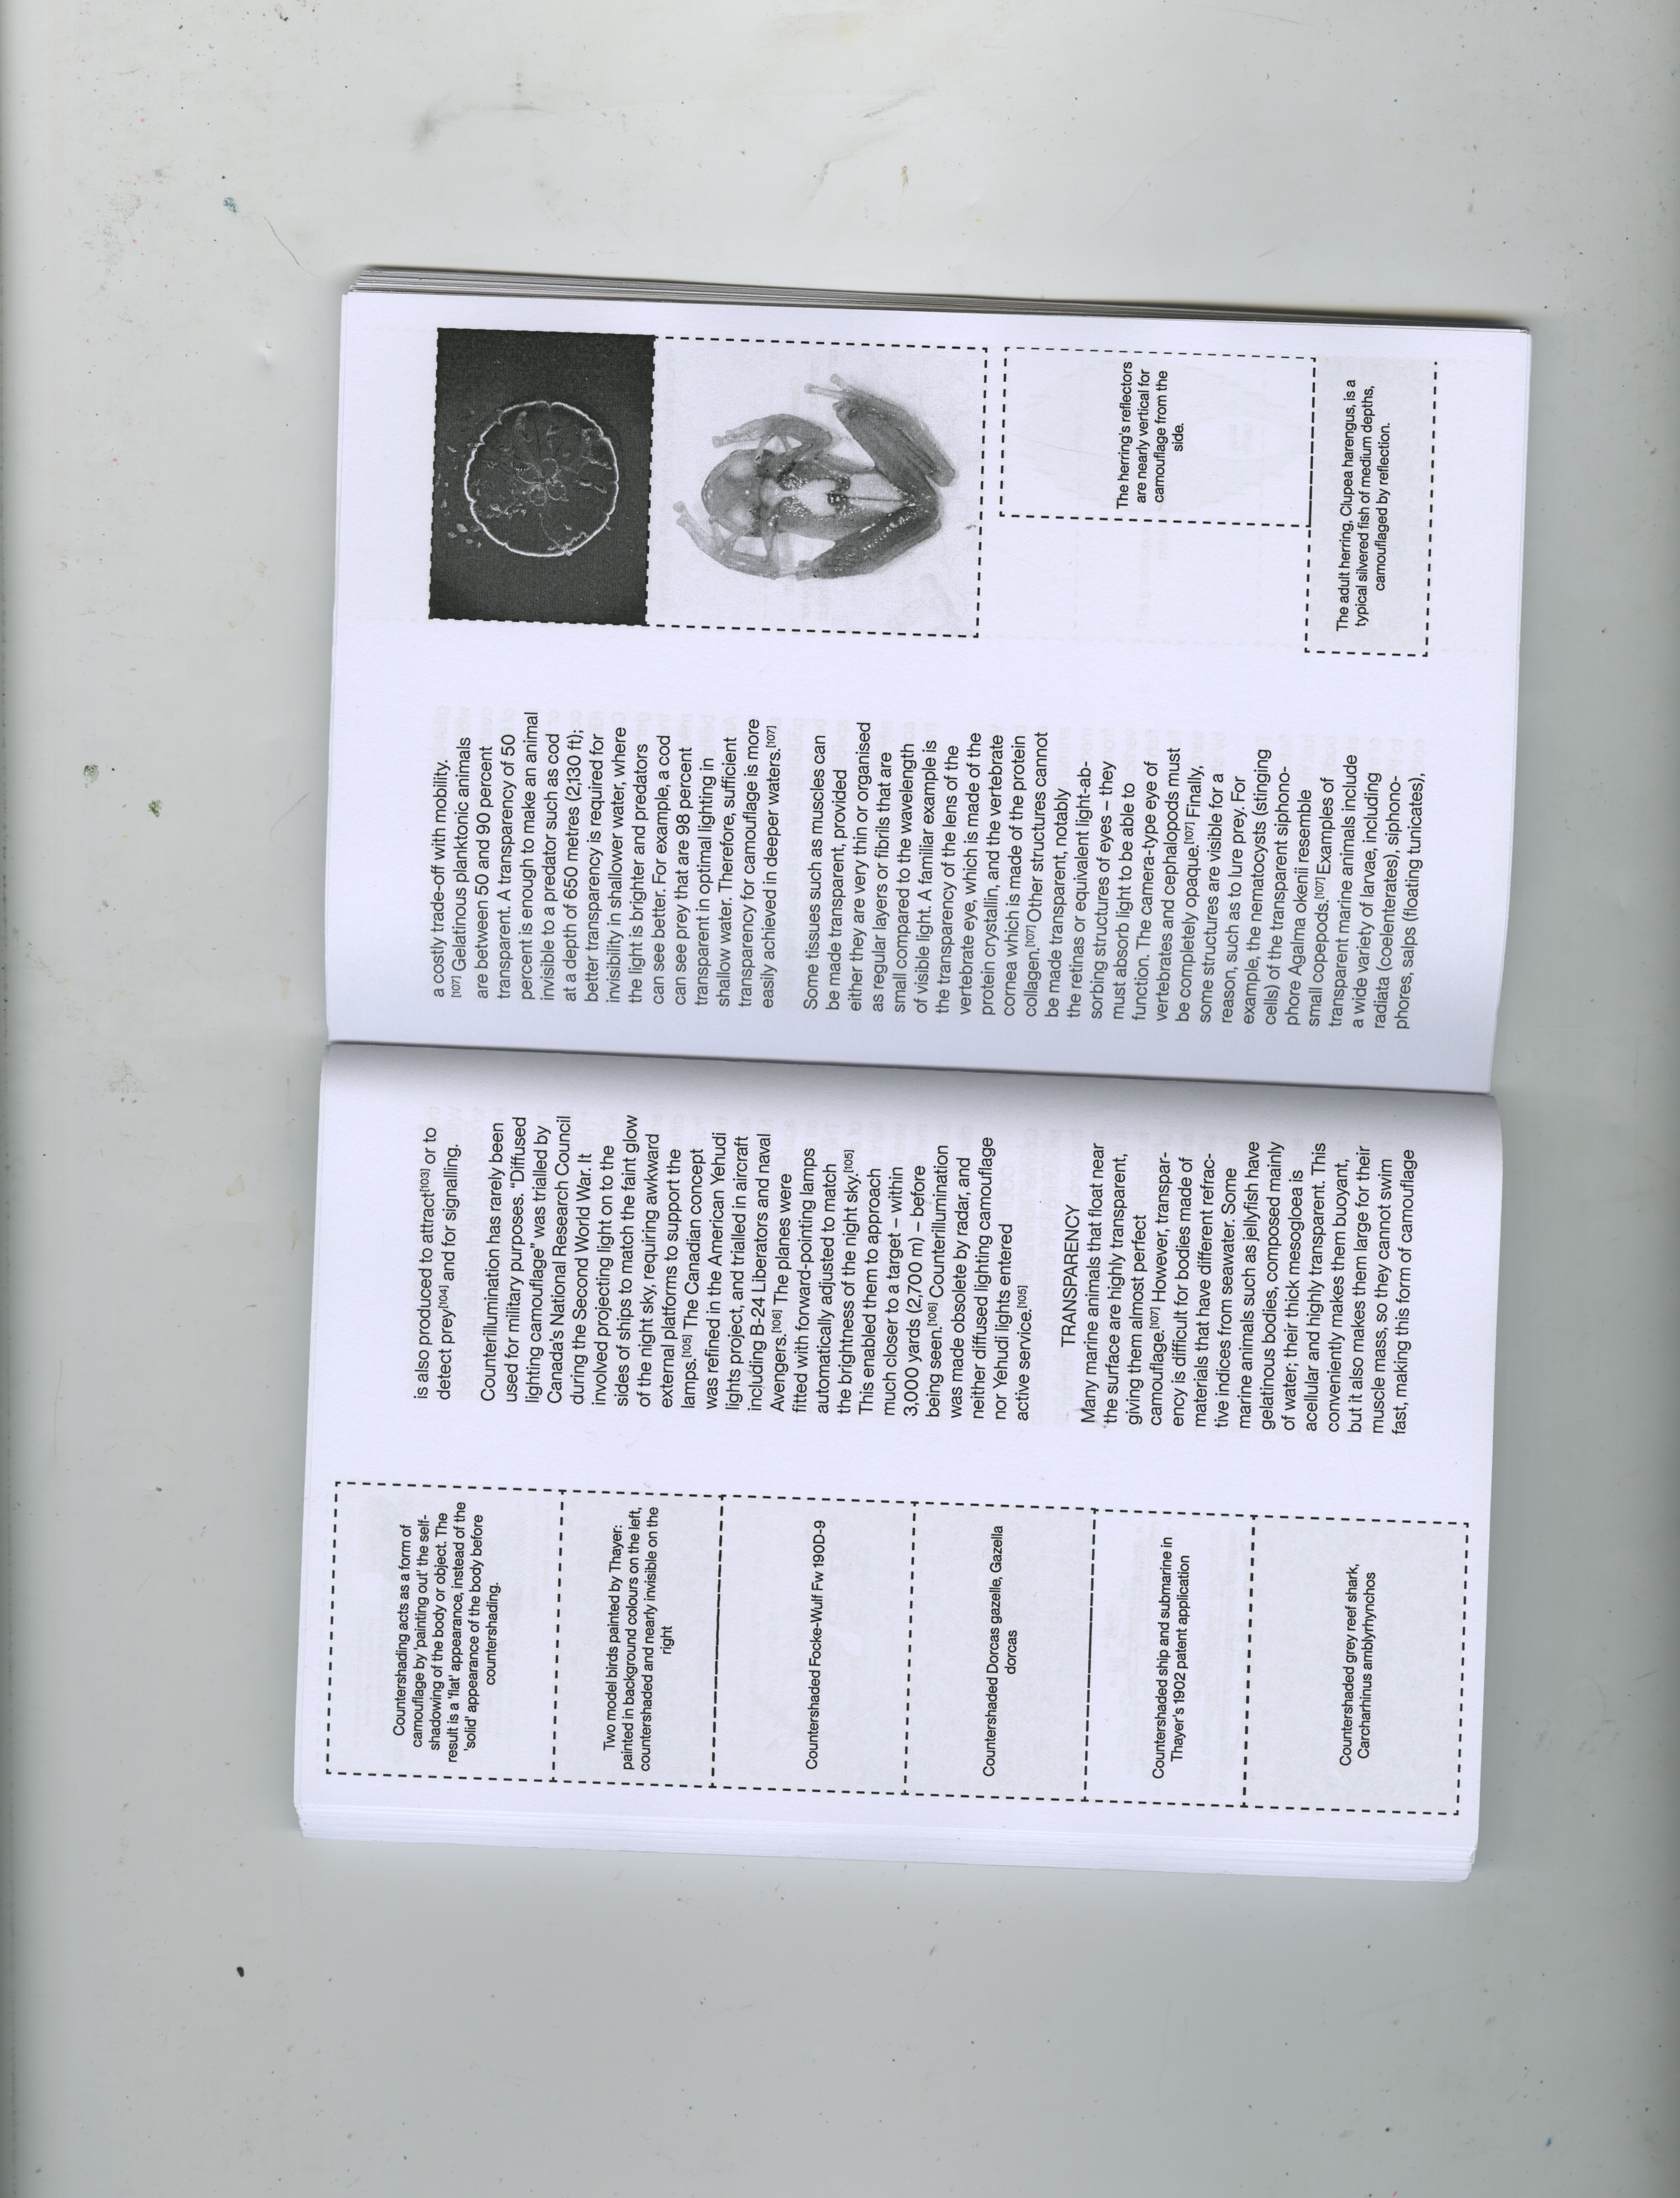 Countershading acts as a form of
camouflage by 'painting out' the self-
shadowing of the body or object. The
result is a 'flat' appearance, instead of the
'solid' appearance of the body before
countershading.
Two model birds painted by Thayer:
painted in background colours on the left,
countershaded and nearly invisible on the
right
Countershaded Focke-Wulf Fw 190D-9
Countershaded Dorcas gazelle, Gazella
dorcas
Countershaded ship and submarine in
Thayer's 1902 patent application
Countershaded grey reef shark,
Carcharhinus amblyrhynchos
is also produced to attract[103] or to
detect prey[104] and for signalling.
Counterillumination has rarely been
used for military purposes. “Diffused
lighting camouflage” was trialled by
Canada’s National Research Council
during the Second World War. It
involved projecting light on to the
sides of ships to match the faint glow
of the night sky, requiring awkward
external platforms to support the
lamps.[105] The Canadian concept
was refined in the American Yehudi
lights project, and trialled in aircraft
including B-24 Liberators and naval
Avengers.[106] The planes were
fitted with forward-pointing lamps
automatically adjusted to match
the brightness of the night sky.[105]
This enabled them to approach
much closer to a target – within
3,000 yards (2,700 m) – before
being seen.[106] Counterillumination
was made obsolete by radar, and
neither diffused lighting camouflage
nor Yehudi lights entered
active service.[105]
TRANSPARENCY
Many marine animals that float near
the surface are highly transparent,
giving them almost perfect
camouflage.[107] However, transpar-
ency is difficult for bodies made of
materials that have different refrac-
tive indices from seawater. Some
marine animals such as jellyfish have
gelatinous bodies, composed mainly
of water; their thick mesogloea is
acellular and highly transparent. This
conveniently makes them buoyant,
but it also makes them large for their
muscle mass, so they cannot swim
fast, making this form of camouflage
a costly trade-off with mobility.
[107] Gelatinous planktonic animals
are between 50 and 90 percent
transparent. A transparency of 50
percent is enough to make an animal
invisible to a predator such as cod
at a depth of 650 metres (2,130 ft);
better transparency is required for
invisibility in shallower water, where
the light is brighter and predators
can see better. For example, a cod
can see prey that are 98 percent
transparent in optimal lighting in
shallow water. Therefore, sufficient
transparency for camouflage is more
easily achieved in deeper waters.[107]
Some tissues such as muscles can
be made transparent, provided
either they are very thin or organised
as regular layers or fibrils that are
small compared to the wavelength
of visible light. A familiar example is
the transparency of the lens of the
vertebrate eye, which is made of the
protein crystallin, and the vertebrate
cornea which is made of the protein
collagen.[107] Other structures cannot
be made transparent, notably
the retinas or equivalent light-ab-
sorbing structures of eyes – they
must absorb light to be able to
function. The camera-type eye of
vertebrates and cephalopods must
be completely opaque.[107] Finally,
some structures are visible for a
reason, such as to lure prey. For
example, the nematocysts (stinging
cells) of the transparent siphono-
phore Agalma okenii resemble
small copepods.[107] Examples of
transparent marine animals include
a wide variety of larvae, including
radiata (coelenterates), siphono-
phores, salps (floating tunicates),
The herring's reflectors
are nearly vertical for
camouflage from the
side.
The adult herring, Clupea harengus, is a
typical silvered fish of medium depths,
camouflaged by reflection.